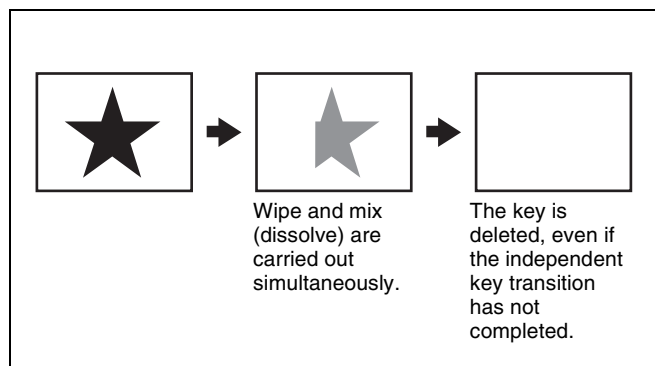 Wipe and mix
(dissolve) are
carried out
simultaneously.
The key is
deleted, even if
the independent
key transition
has not
completed.